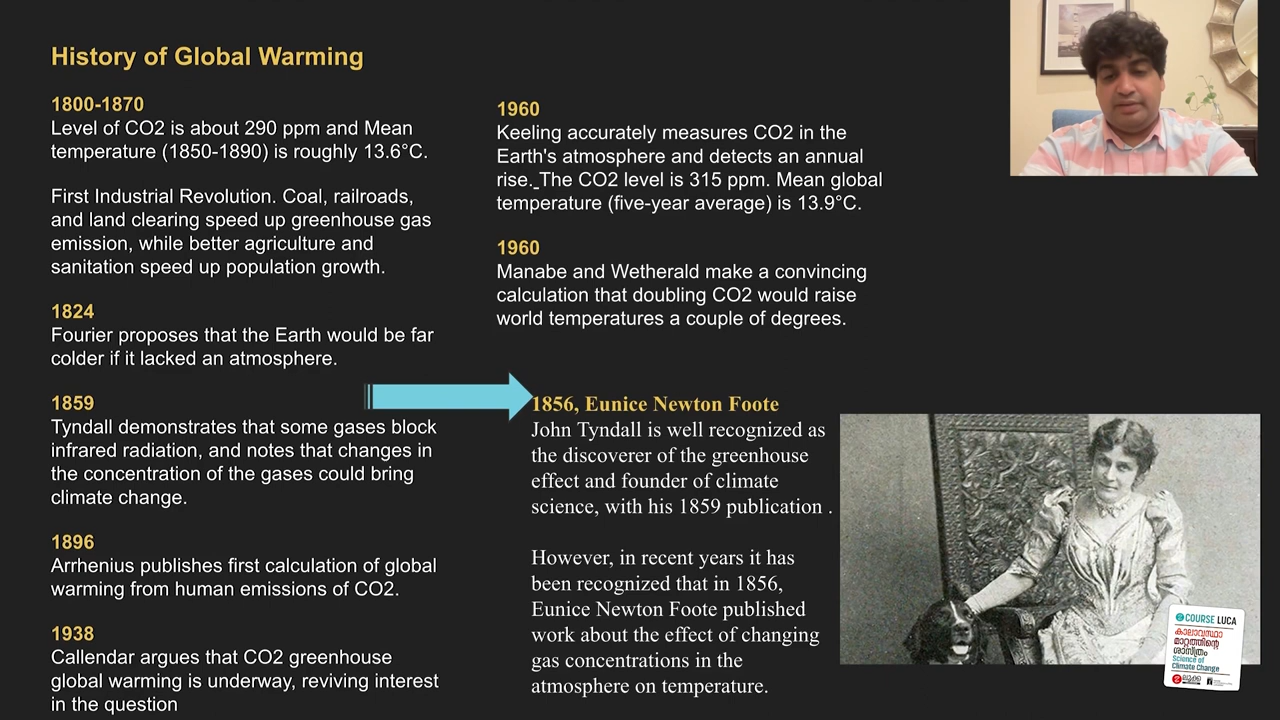 History of Global Warming
1800-1870
Level of CO2 is about 290 ppm and Mean
temperature (1850-1890) is roughly 13.6°C.
First Industrial Revolution. Coal, railroads,
and land clearing speed up greenhouse gas
emission, while better agriculture and
sanitation speed up population growth.
1824
Fourier proposes that the Earth would be far
colder if it lacked an atmosphere.
1859
Tyndall demonstrates that some gases block
infrared radiation, and notes that changes in
the concentration of the gases could bring
climate change.
1896
Arrhenius publishes first calculation of global
warming from human emissions of CO2.
1938
Callendar argues that CO2 greenhouse
global warming is underway, reviving interest
in the question
1960
Keeling accurately measures CO2 in the
Earth's atmosphere and detects an annual
rise. The CO2 level is 315 ppm. Mean global
temperature (five-year average) is 13.9°C.
1960
Manabe and Wetherald make a convincing
calculation that doubling CO2 would raise
world temperatures a couple of degrees.
1856, Eunice Newton Foote
John Tyndall is well recognized as
the discoverer of the greenhouse
effect and founder of climate
science, with his 1859 publication .
However, in recent years it has
been recognized that in 1856,
Eunice Newton Foote published
work about the effect of changing
gas concentrations in the
atmosphere on temperature.
COURSE LUCA
കാലാവസ്ഥാ
മാറ്റത്തിന്റെ
ശാസ്ത്രം
Science of
Climate Change
ലൂക്ക